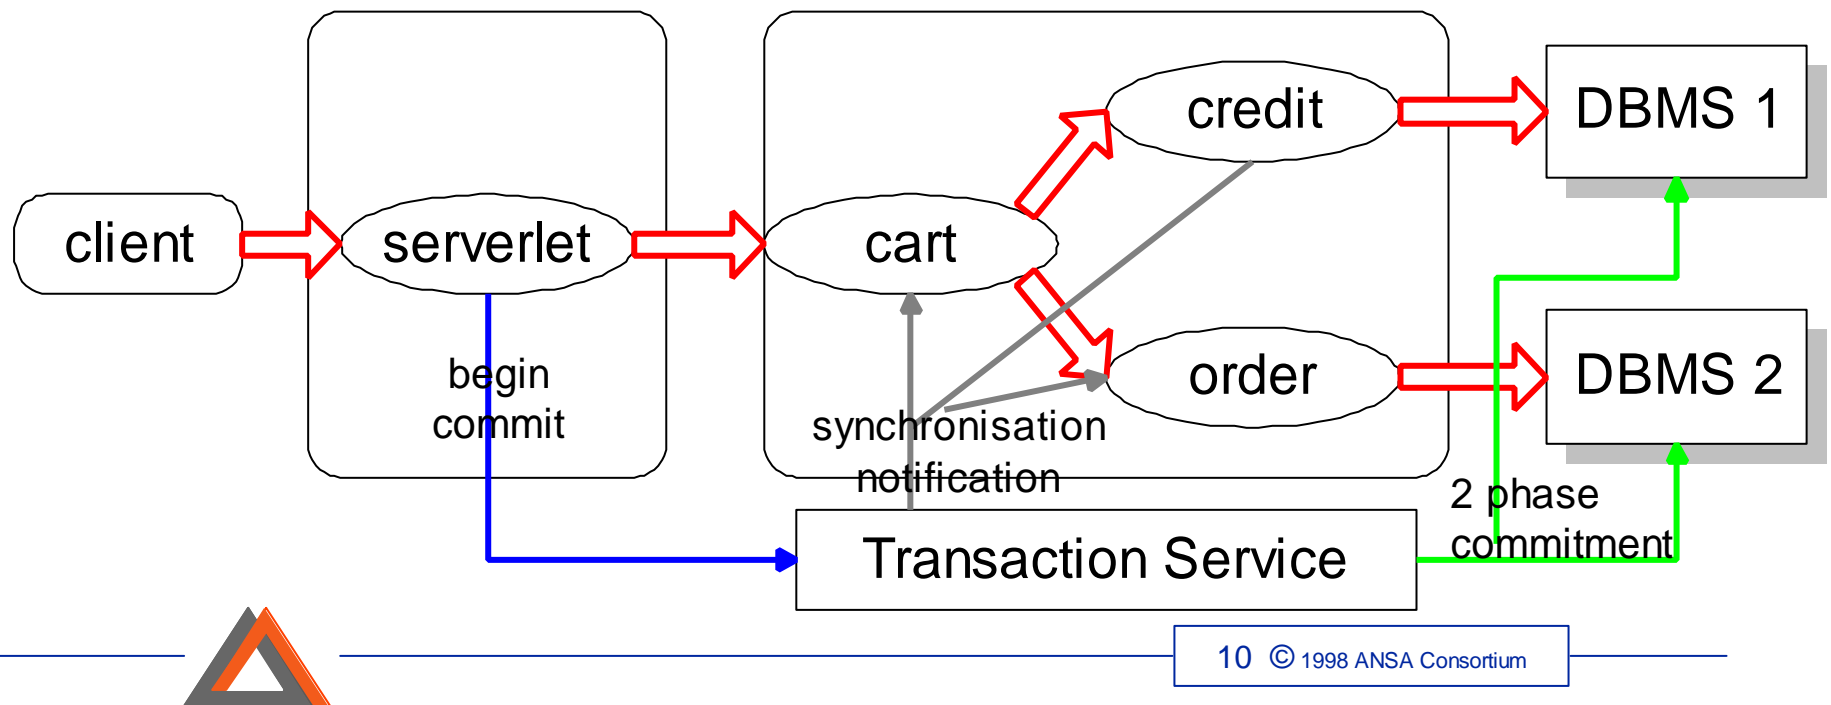 credit
DBMS 1
client
serverlet
cart
begin
commit
order
DBMS 2
synchronisation
notification
2 phase
commitment
Transaction Service
10 © 1998 ANSA Consortium